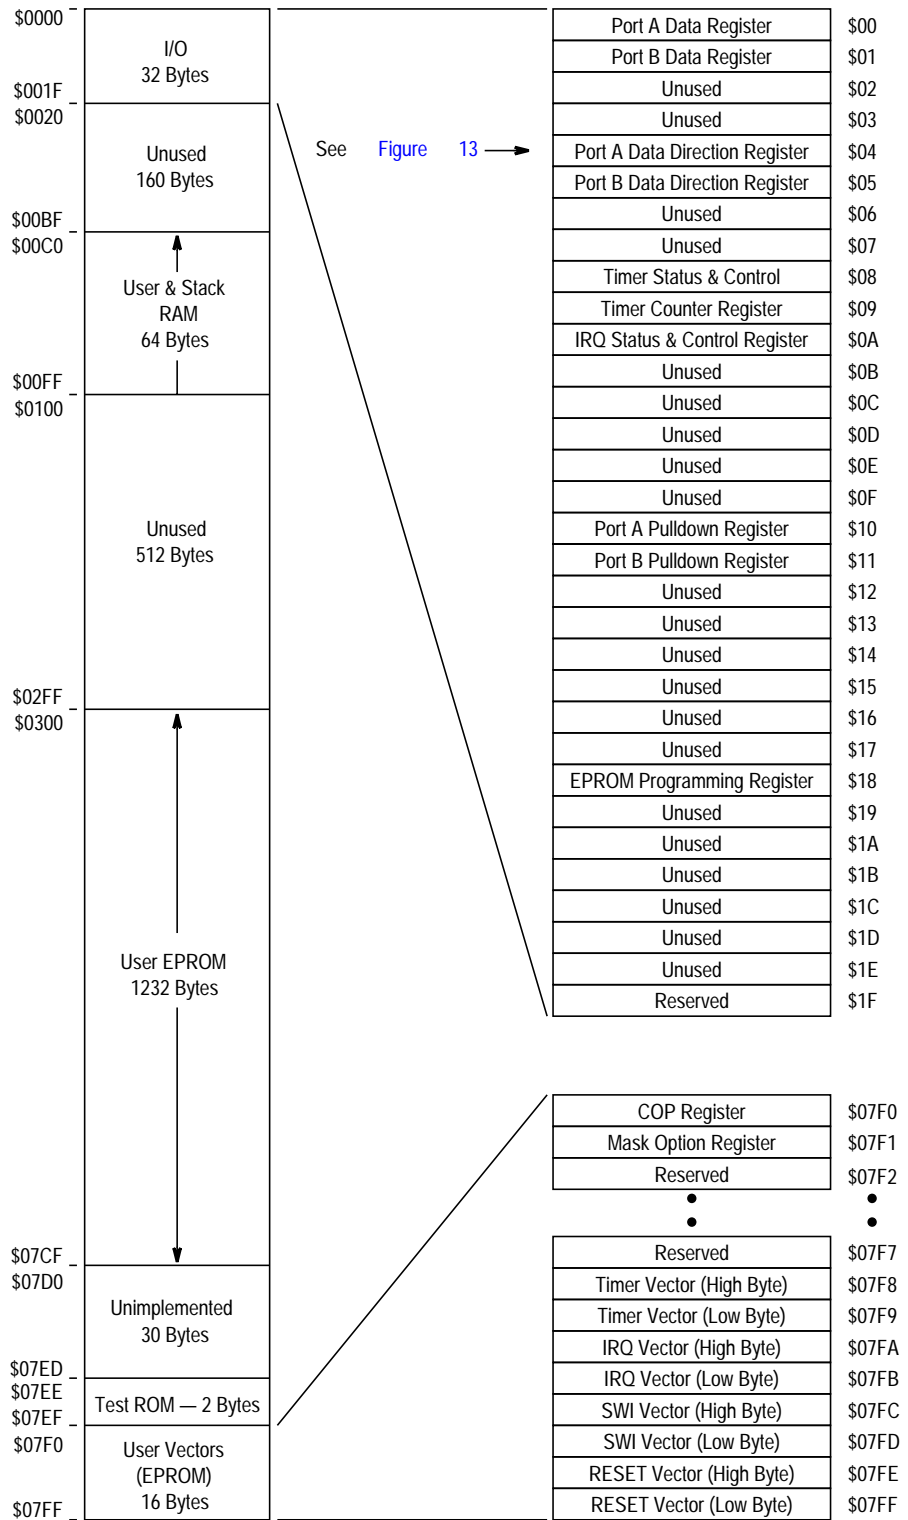 $0000
I/O
32 Bytes
$001F
$0020
Unused
160 Bytes
$00BF
$00C0
User & Stack
RAM
64 Bytes
$00FF
$0100
Unused
512 Bytes
$02FF
$0300
User EPROM
1232 Bytes
$07CF
$07D0
Unimplemented
30 Bytes
$07ED
$07EE
Test ROM — 2 Bytes
$07EF
$07F0
User Vectors
(EPROM)
16 Bytes
$07FF
See Figure 13
Port A Data Register $00
Port B Data Register $01
Unused $02
Unused $03
Port A Data Direction Register $04
Port B Data Direction Register $05
Unused $06
Unused $07
Timer Status & Control $08
Timer Counter Register $09
IRQ Status & Control Register $0A
Unused $0B
Unused $0C
Unused $0D
Unused $0E
Unused $0F
Port A Pulldown Register $10
Port B Pulldown Register $11
Unused $12
Unused $13
Unused $14
Unused $15
Unused $16
Unused $17
EPROM Programming Register $18
Unused $19
Unused $1A
Unused $1B
Unused $1C
Unused $1D
Unused $1E
Reserved $1F
COP Register $07F0
Mask Option Register $07F1
Reserved $07F2
• •
• •
Reserved $07F7
Timer Vector (High Byte) $07F8
Timer Vector (Low Byte) $07F9
IRQ Vector (High Byte) $07FA
IRQ Vector (Low Byte) $07FB
SWI Vector (High Byte) $07FC
SWI Vector (Low Byte) $07FD
RESET Vector (High Byte) $07FE
RESET Vector (Low Byte) $07FF